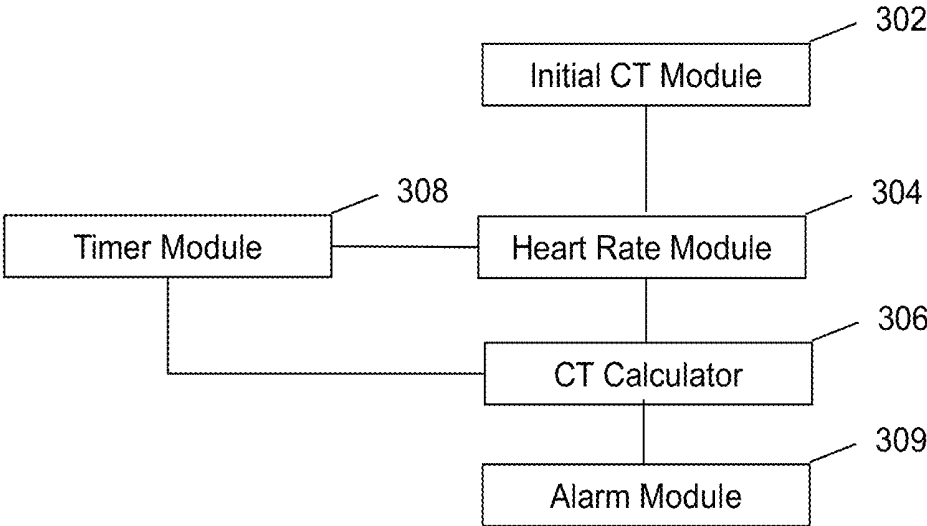 302
Initial CT Module
308
304
Timer Module
Heart Rate Module
306
CT Calculator
309
Alarm Module